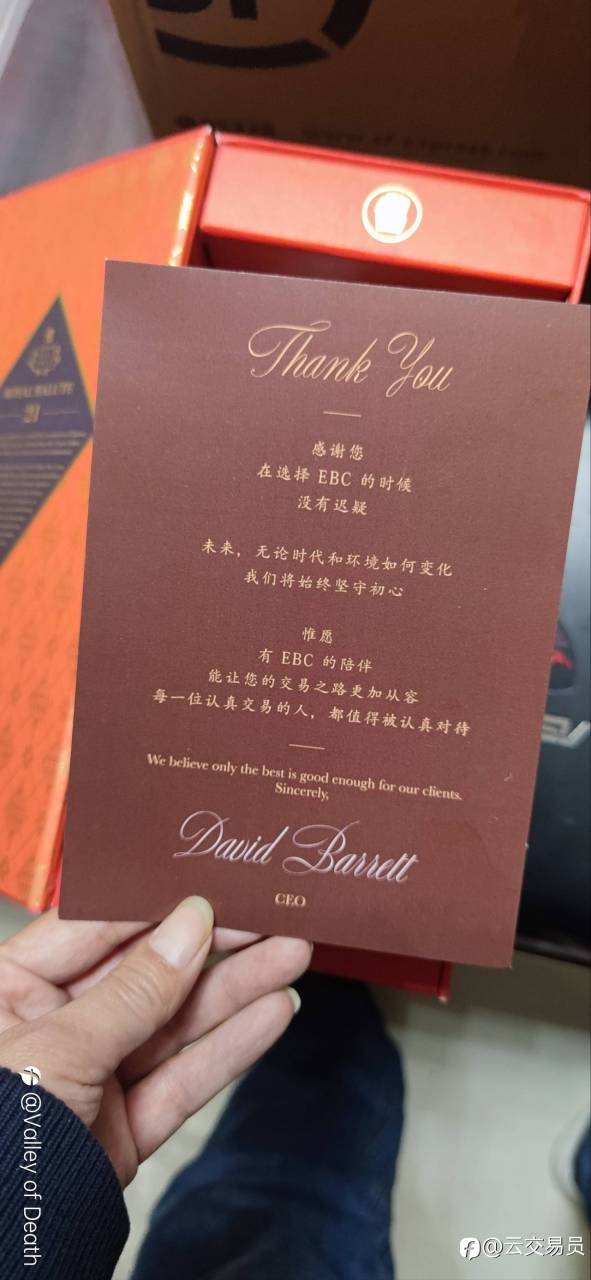 ROYAL SALUTE
21
Thank You
感谢您
在选择 EBC 的时候
没有迟疑
未来，无论时代和环境如何变化
我们将始终坚守初心
惟愿
有 EBC 的陪伴
能让您的交易之路更加从容
每一位认真交易的人，都值得被认真对待
We believe only the best is good enough for our clients.
Sincerely,
David Barrett
CEO
@Valley of Death
@云交易员